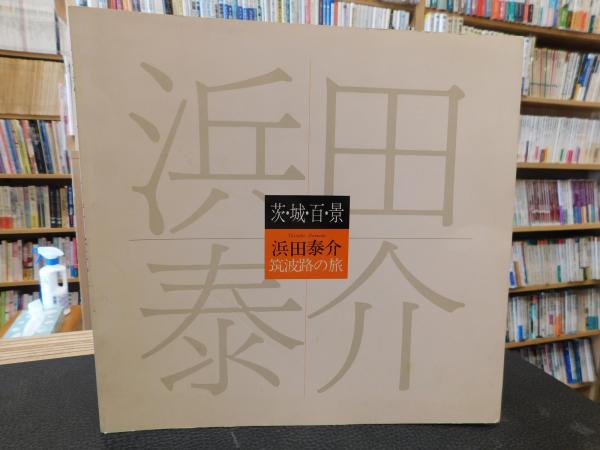 浜田
泰介
茨・城・百・景
浜田泰介
筑波路の旅